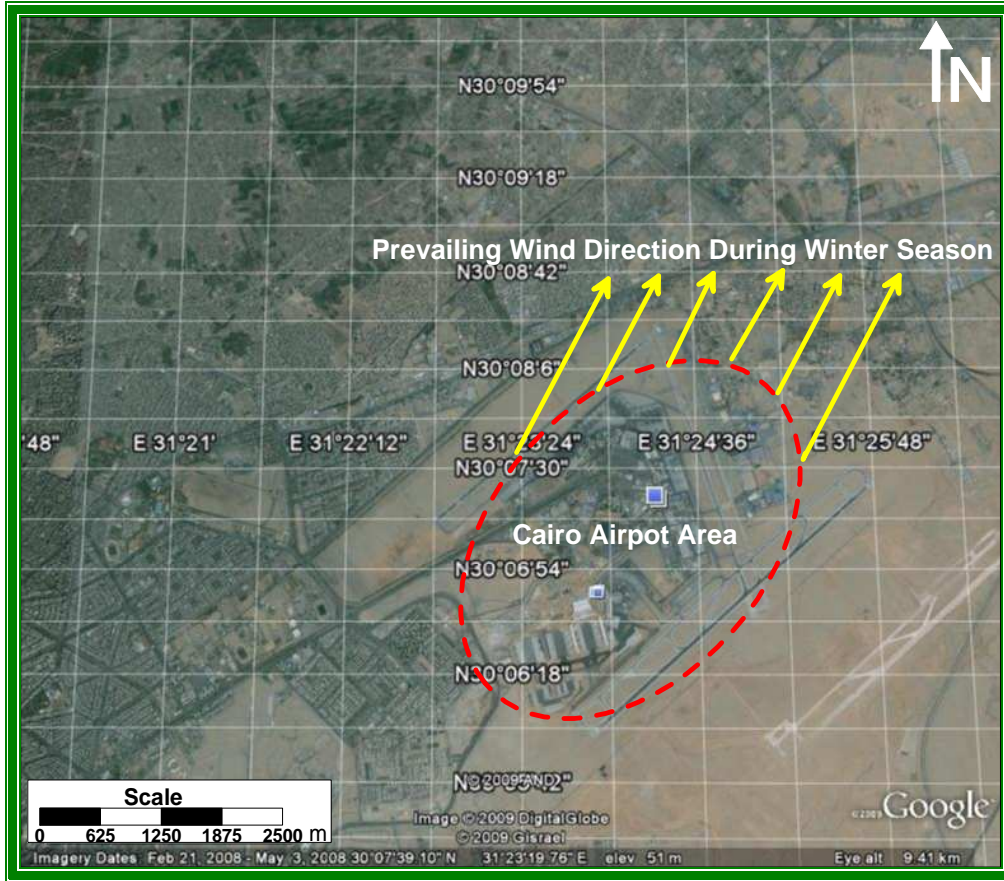 N
N30°09'54"
N30°09'18"
Prevailing Wind Direction During Winter Season
N30°08'42"
N30°08'6"
'48" E 31°21' E 31°22'12" E 31°23'24" E 31°24'36" E 31°25'48"
N30°07'30"
Cairo Airpot Area
N30°06'54"
N30°06'18"
Scale
0 625 1250 1875 2500 m
Image © 2009 DigitalGlobe
© 2009 Gisrael
©2009 Google
Imagery Dates: Feb 21, 2008 - May 3, 2008 30°07'39.10" N 31°23'19.76" E elev 51 m Eye alt 9.41 km